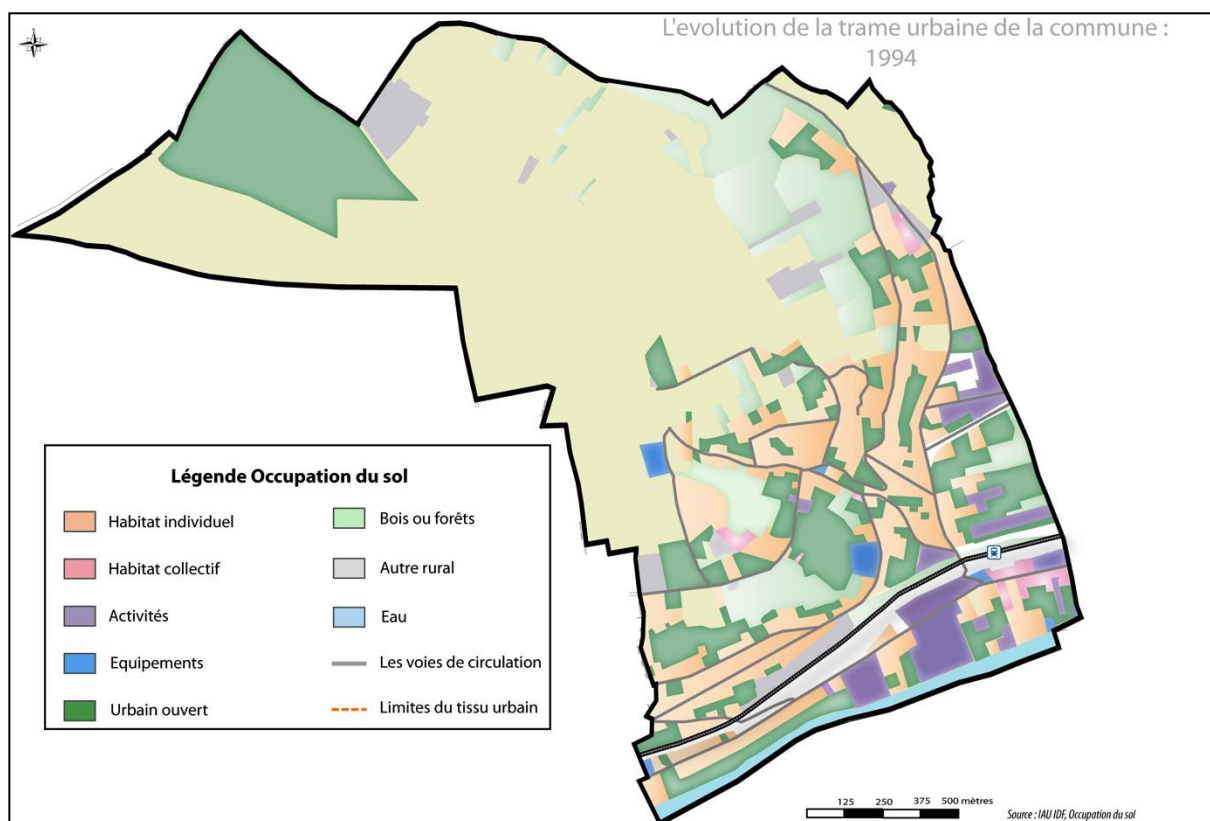 L'evolution de la trame urbaine de la commune :
1994
Légende Occupation du sol
Habitat individuel
Habitat collectif
Activités
Equipements
Urbain ouvert
Bois ou forêts
Autre rural
Eau
Les voies de circulation
Limites du tissu urbain
125 250 375 500 mètres
Source : IAU IDF, Occupation du sol